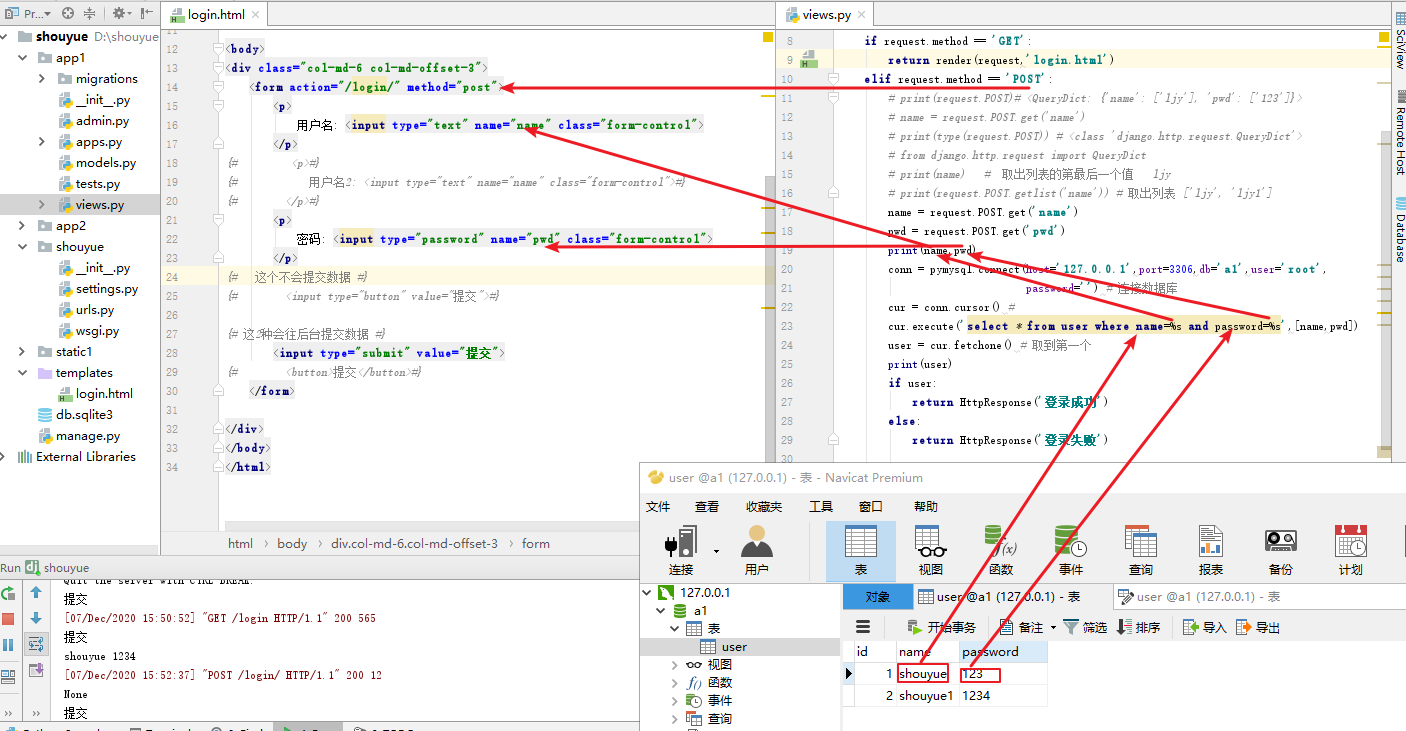 Pr...
login.html
views.py
shouyue D:\shouyue
app1
migrations
__init__.py
admin.py
apps.py
models.py
tests.py
views.py
app2
shouyue
__init__.py
settings.py
urls.py
wsgi.py
static1
templates
login.html
db.sqlite3
manage.py
External Libraries
11
12 <body>
13 <div class="col-md-6 col-md-offset-3">
14 <form action="/login/" method="post">
15 <p>
16 用户名: <input type="text" name="name" class="form-control">
17 </p>
18 {# <p>#}
19 {# 用户名2: <input type="text" name="name" class="form-control">#}
20 {# </p>#}
21 <p>
22 密码: <input type="password" name="pwd" class="form-control">
23 </p>
24 {# 这个不会提交数据 #}
25 {# <input type="button" value="提交">#}
26
27 {# 这2种会往后台提交数据 #}
28 <input type="submit" value="提交">
29 {# <button>提交</button>#}
30 </form>
31
32 </div>
33 </body>
34 </html>
html > body > div.col-md-6.col-md-offset-3 > form
8 if request.method == 'GET':
9 return render(request,'login.html')
10 elif request.method == 'POST':
11 # print(request.POST)# <QueryDict: {'name': ['ljy'], 'pwd': ['123']}>
12 # name = request.POST.get('name')
13 # print(type(request.POST)) # <class 'django.http.request.QueryDict'>
14 # from django.http.request import QueryDict
15 # print(name) # 取出列表的第最后一个值 ljy
16 # print(request.POST.getlist('name')) # 取出列表 ['ljy', 'ljy1']
17 name = request.POST.get('name')
18 pwd = request.POST.get('pwd')
19 print(name,pwd)
20 conn = pymysql.connect(host='127.0.0.1',port=3306,db='a1',user='root',
21 password='') # 连接数据库
22 cur = conn.cursor() #
23 cur.execute('select * from user where name=%s and password=%s',[name,pwd])
24 user = cur.fetchone() # 取到第一个
25 print(user)
26 if user:
27 return HttpResponse('登录成功')
28 else:
29 return HttpResponse('登录失败')
30
SciView
Remote Host
Database
Run shouyue
Quit the server with CTRL-BREAK.
提交
[07/Dec/2020 15:50:52] "GET /login HTTP/1.1" 200 565
提交
shouyue 1234
[07/Dec/2020 15:52:37] "POST /login/ HTTP/1.1" 200 12
None
提交
user @a1 (127.0.0.1) - 表 - Navicat Premium
文件 查看 收藏夹 工具 窗口 帮助
连接 用户 表 视图 函数 事件 查询 报表 备份 计划
127.0.0.1
a1
表
user
视图
函数
事件
查询
对象 user @a1 (127.0.0.1) - 表 user @a1 (127.0.0.1) - 表
开始事务 备注 筛选 排序 导入 导出
id name password
1 shouyue 123
2 shouyue1 1234